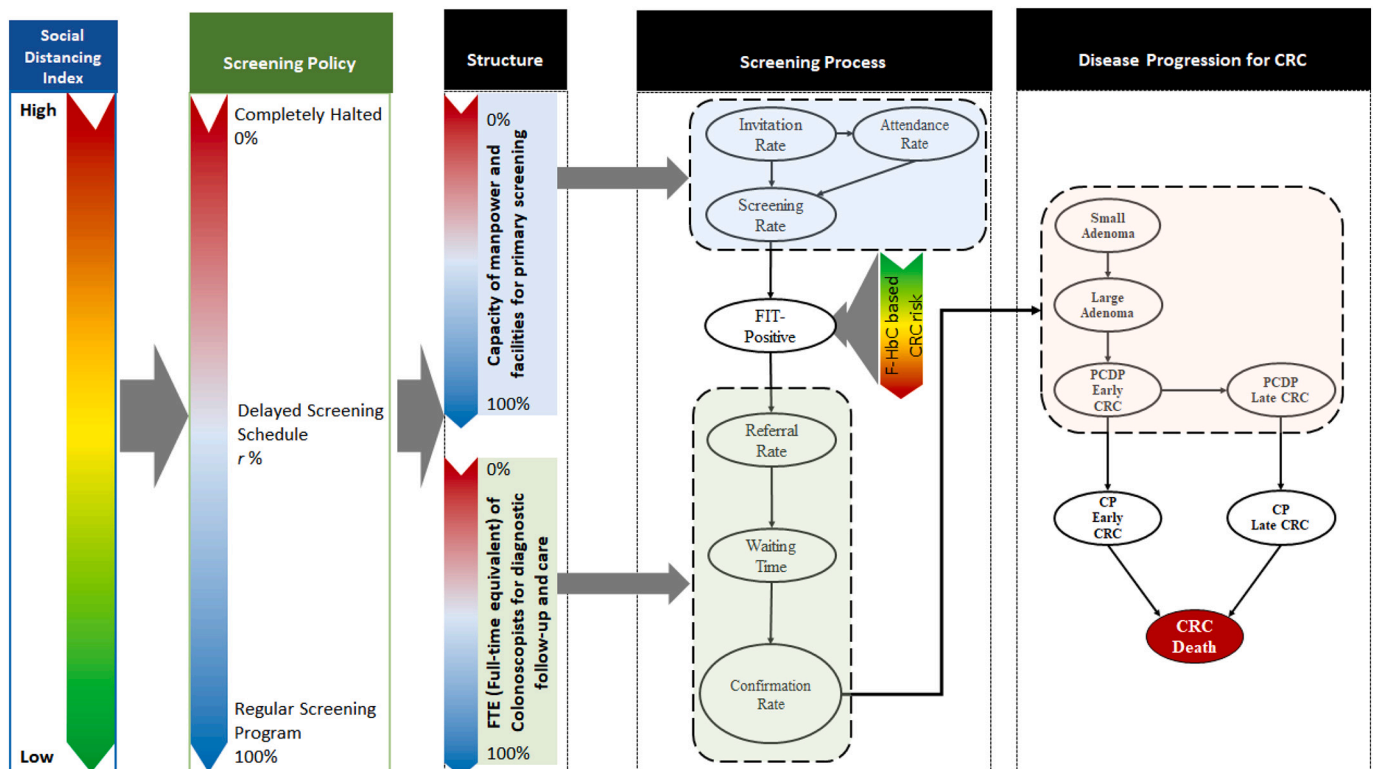 Social
Distancing
Index
High
Low
Screening Policy
Completely Halted
0%
Delayed Screening
Schedule
r %
Regular Screening
Program
100%
Structure
0%
Capacity of manpower and
facilities for primary screening
100%
0%
FTE (Full-time equivalent) of
Colonoscopists for diagnostic
follow-up and care
100%
Screening Process
Invitation
Rate
Attendance
Rate
Screening
Rate
FIT-
Positive
F-HbC based
CRC risk
Referral
Rate
Waiting
Time
Confirmation
Rate
Disease Progression for CRC
Small
Adenoma
Large
Adenoma
PCDP
Early
CRC
PCDP
Late CRC
CP
Early
CRC
CP
Late CRC
CRC
Death